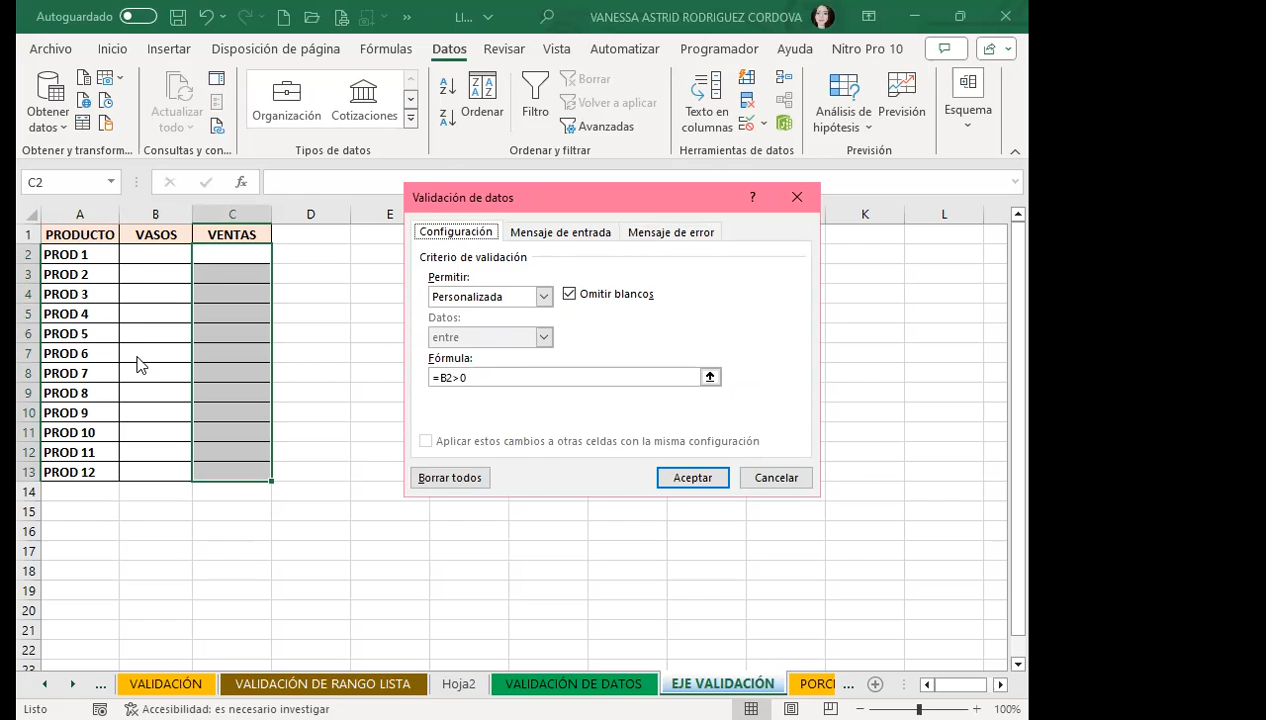 Autoguardado
LI...
VANESSA ASTRID RODRIGUEZ CORDOVA
Archivo Inicio Insertar Disposición de página Fórmulas Datos Revisar Vista Automatizar Programador Ayuda Nitro Pro 10
Obtener datos
Actualizar todo
Organización
Cotizaciones
Ordenar
Filtro
Borrar
Volver a aplicar
Avanzadas
Texto en columnas
Análisis de hipótesis
Previsión
Esquema
Obtener y transform...
Consultas y con...
Tipos de datos
Ordenar y filtrar
Herramientas de datos
Previsión
C2
fx
A B C D E K L
1 PRODUCTO VASOS VENTAS
2 PROD 1
3 PROD 2
4 PROD 3
5 PROD 4
6 PROD 5
7 PROD 6
8 PROD 7
9 PROD 8
10 PROD 9
11 PROD 10
12 PROD 11
13 PROD 12
14
15
16
17
18
19
20
21
22
23
Validación de datos
?
Configuración Mensaje de entrada Mensaje de error
Criterio de validación
Permitir:
Personalizada
Omitir blancos
Datos:
entre
Fórmula:
=B2>0
Aplicar estos cambios a otras celdas con la misma configuración
Borrar todos
Aceptar
Cancelar
... VALIDACIÓN VALIDACIÓN DE RANGO LISTA Hoja2 VALIDACIÓN DE DATOS EJE VALIDACIÓN PORCI ...
Listo
Accesibilidad: es necesario investigar
100%